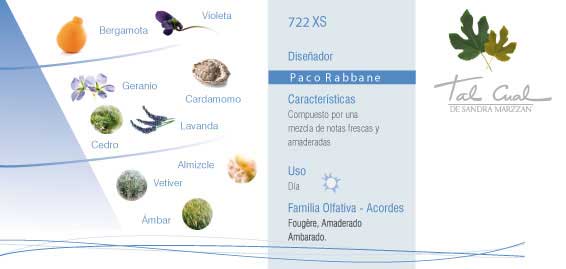 Bergamota
Violeta
Geranio
Cardamomo
Lavanda
Cedro
Almizcle
Vetiver
Ámbar
722 XS
Diseñador
Paco Rabbane
Características
Compuesto por una
mezcla de notas frescas y
amaderadas
Uso
Día
Familia Olfativa - Acordes
Fougère, Amaderado
Ambarado.
Tal Cual
DE SANDRA MARZZAN